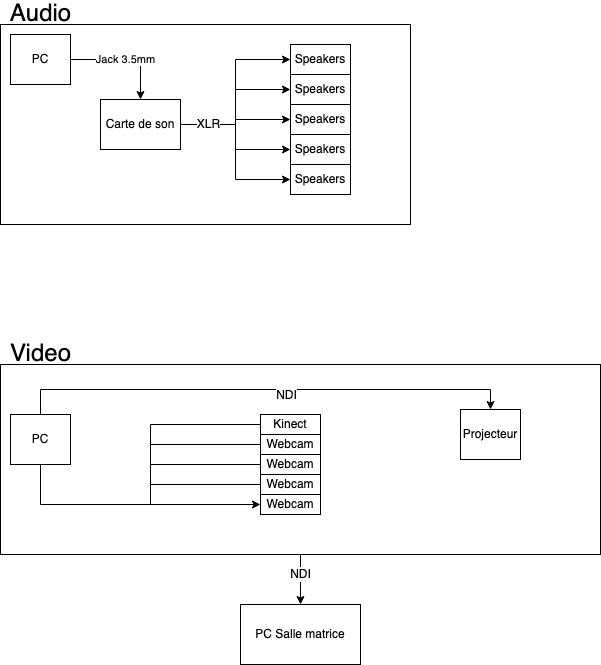 Audio
PC
Jack 3.5mm
Speakers
Speakers
Carte de son
XLR
Speakers
Speakers
Speakers
Video
NDI
PC
Kinect
Webcam
Webcam
Webcam
Webcam
Projecteur
NDI
PC Salle matrice